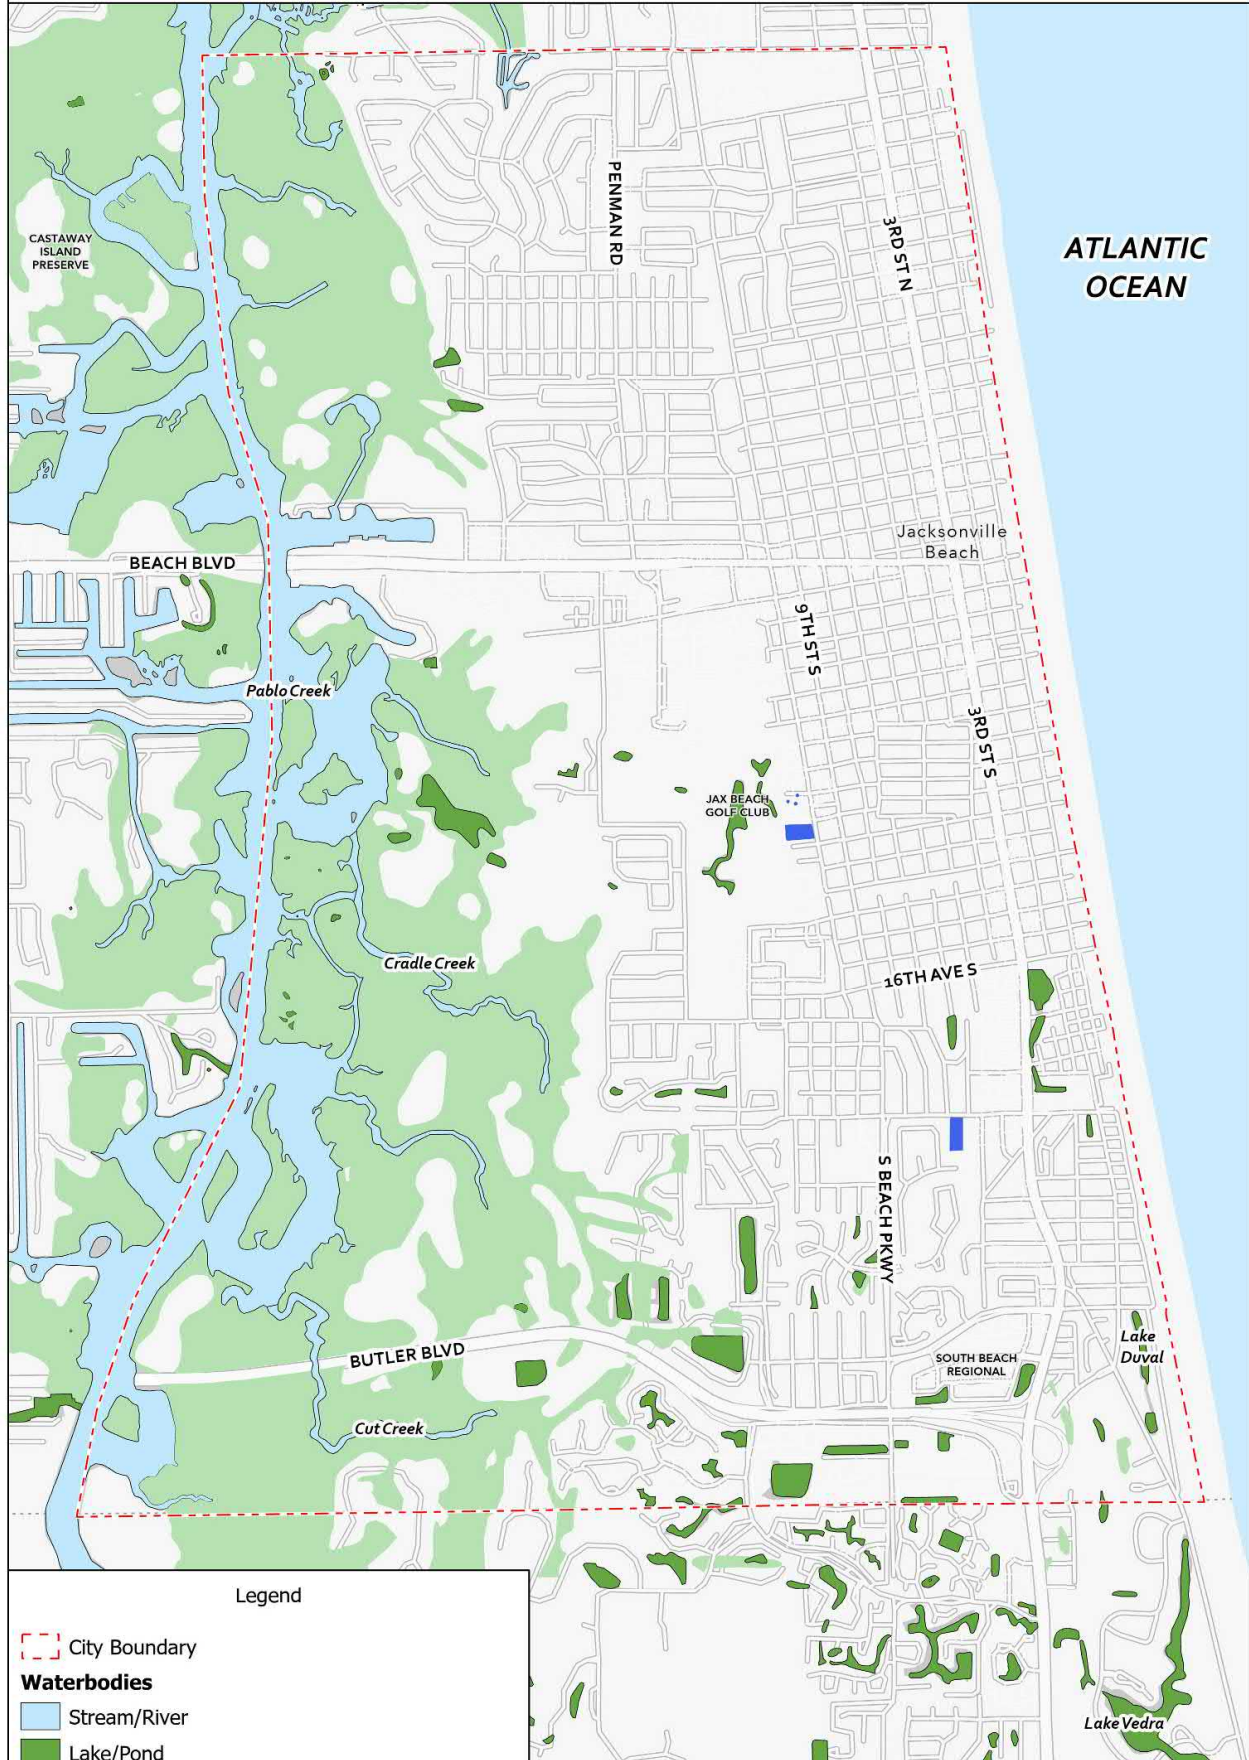 CASTAWAY
ISLAND
PRESERVE
PENMAN RD
3RD ST N
ATLANTIC
OCEAN
Jacksonville
Beach
BEACH BLVD
9TH ST S
Pablo Creek
3RD ST S
JAX BEACH
GOLF CLUB
Cradle Creek
16TH AVE S
S BEACH PKWY
Lake
Duval
BUTLER BLVD
SOUTH BEACH
REGIONAL
Cut Creek
Legend
City Boundary
Waterbodies
Stream/River
Lake/Pond
Lake Vedra